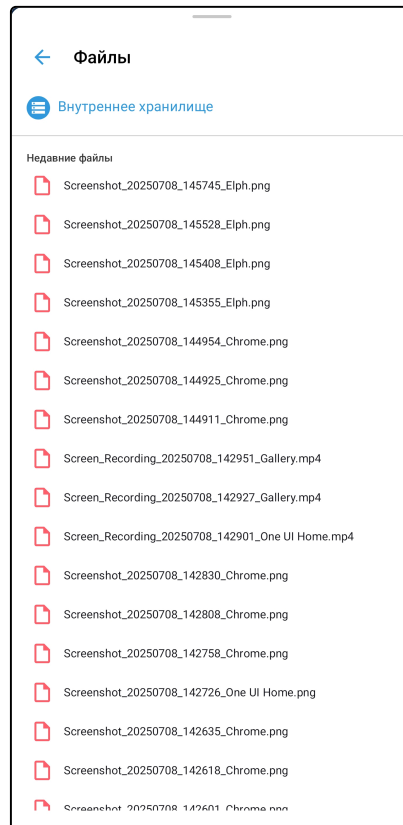 Файлы
Внутреннее хранилище
Недавние файлы
Screenshot_20250708_145745_Elph.png
Screenshot_20250708_145528_Elph.png
Screenshot_20250708_145408_Elph.png
Screenshot_20250708_145355_Elph.png
Screenshot_20250708_144954_Chrome.png
Screenshot_20250708_144925_Chrome.png
Screenshot_20250708_144911_Chrome.png
Screen_Recording_20250708_142951_Gallery.mp4
Screen_Recording_20250708_142927_Gallery.mp4
Screen_Recording_20250708_142901_One UI Home.mp4
Screenshot_20250708_142830_Chrome.png
Screenshot_20250708_142808_Chrome.png
Screenshot_20250708_142758_Chrome.png
Screenshot_20250708_142726_One UI Home.png
Screenshot_20250708_142635_Chrome.png
Screenshot_20250708_142618_Chrome.png
Screenshot_20250708_142601_Chrome.png